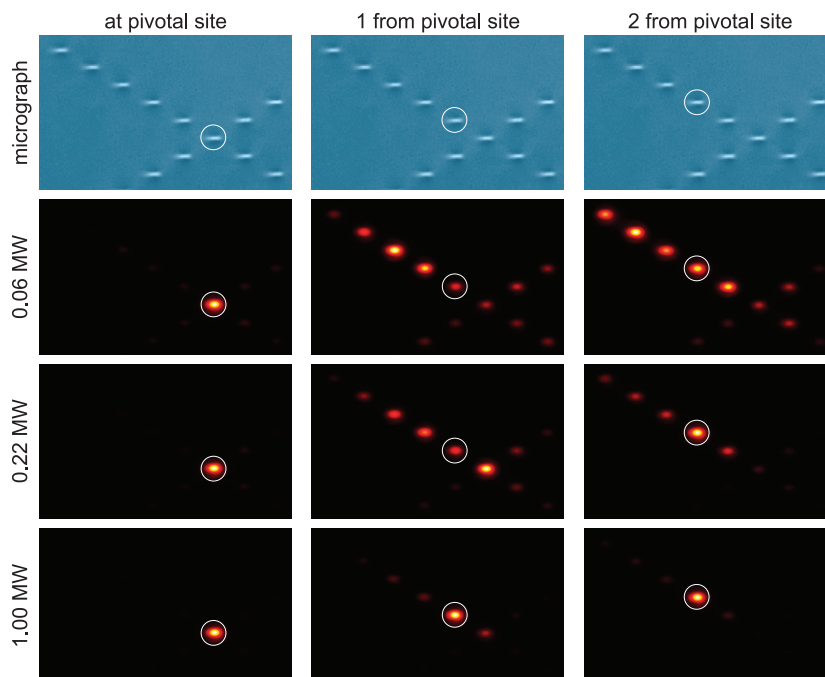 at pivotal site
1 from pivotal site
2 from pivotal site
micrograph
0.06 MW
0.22 MW
1.00 MW